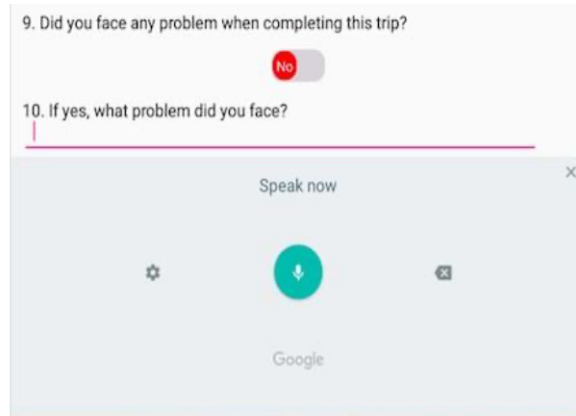 9. Did you face any problem when completing this trip?
No
10. If yes, what problem did you face?
Speak now
Google